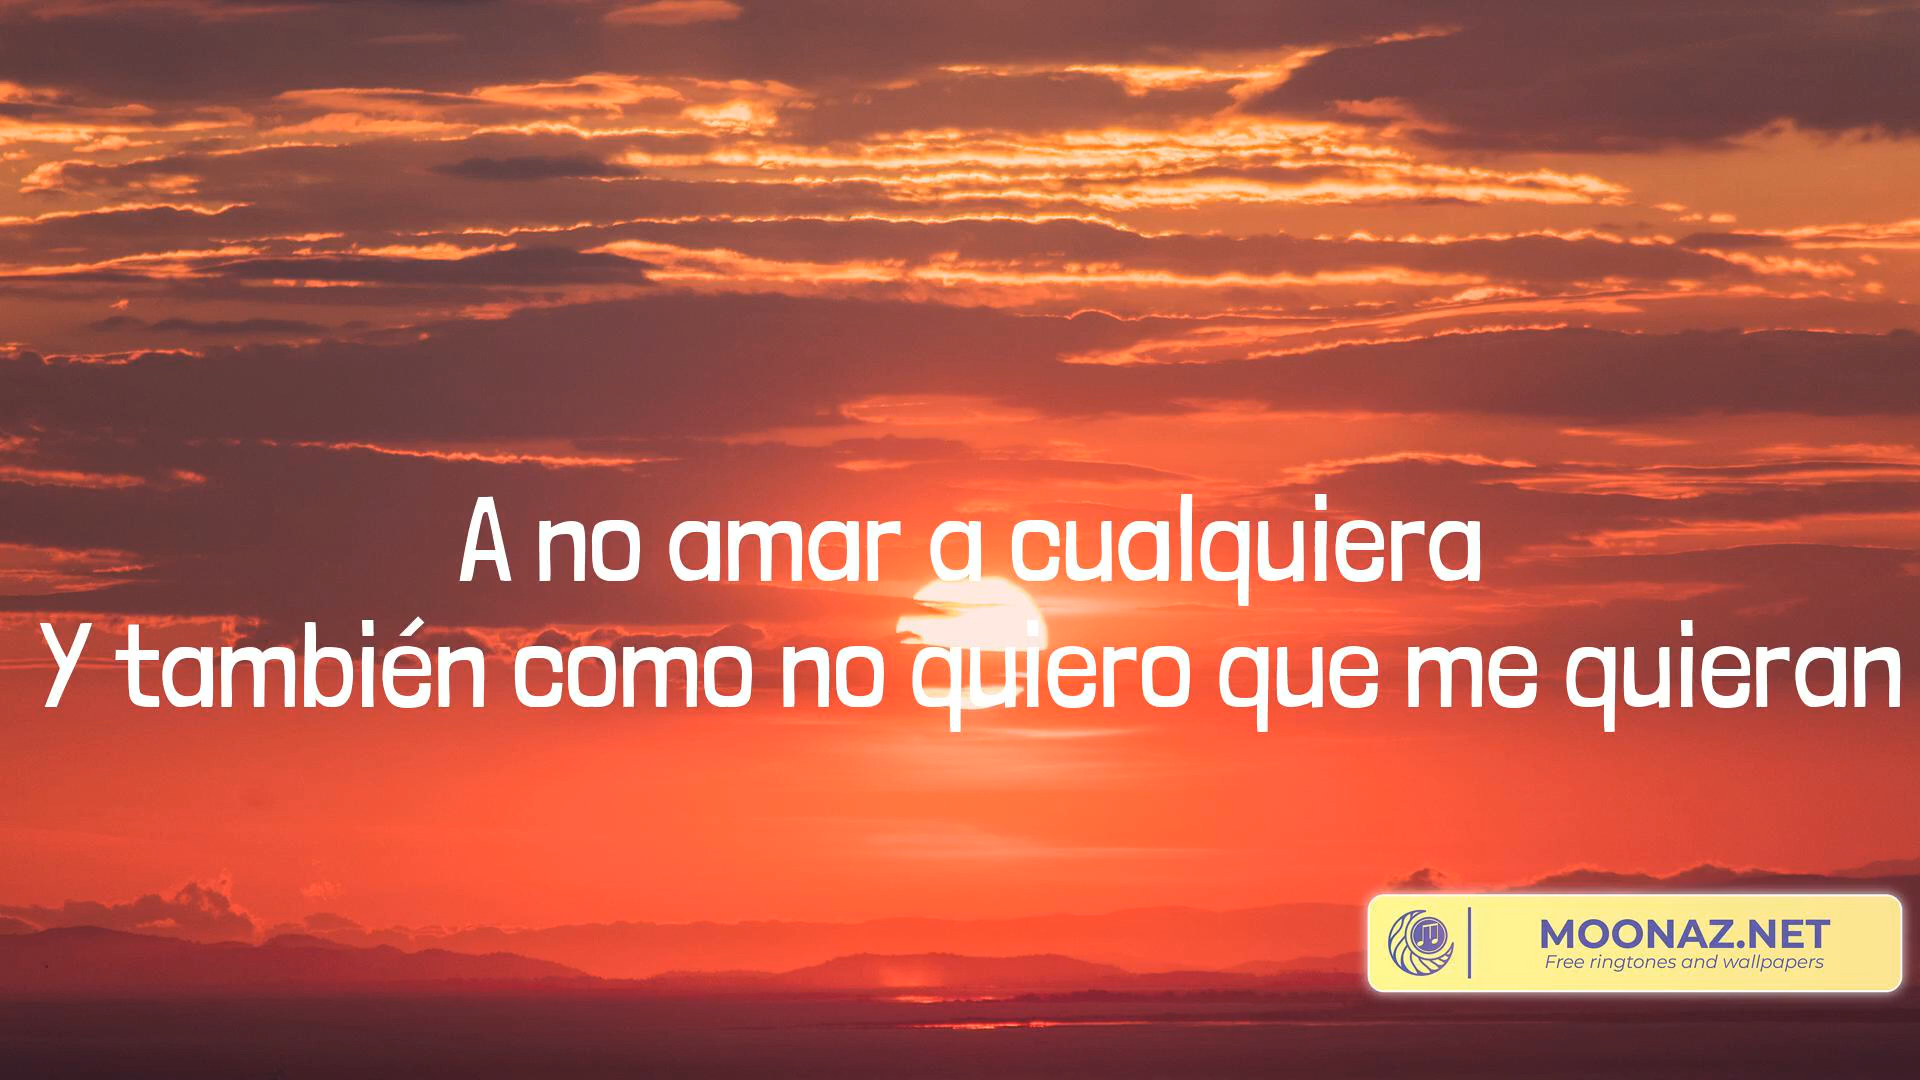 A no amar a cualquiera
Y también como no quiero que me quieran
MOONAZ.NET
Free ringtones and wallpapers